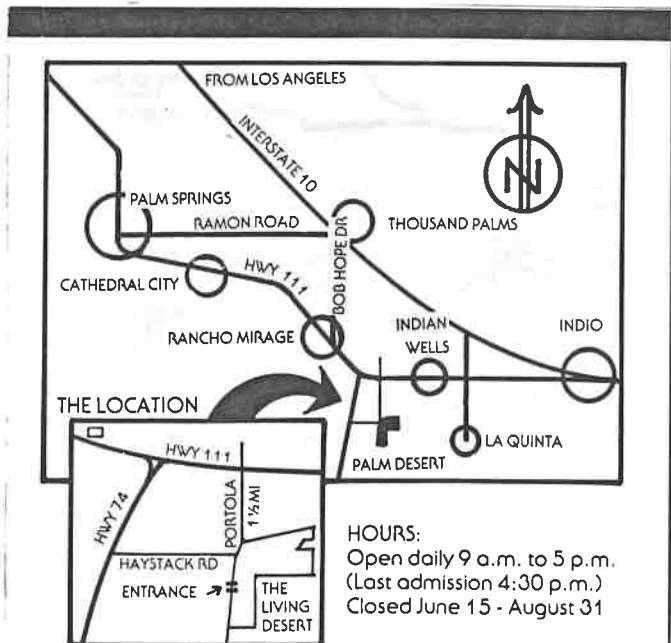 FROM LOS ANGELES
INTERSTATE 10
N
PALM SPRINGS
RAMON ROAD
THOUSAND PALMS
BOB HOPE DR
CATHEDRAL CITY
HWY 111
RANCHO MIRAGE
INDIAN
WELLS
INDIO
THE LOCATION
LA QUINTA
PALM DESERT
HWY 111
HWY 74
PORTOLA
1½ MI
HAYSTACK RD
ENTRANCE
THE
LIVING
DESERT
HOURS:
Open daily 9 a.m. to 5 p.m.
(Last admission 4:30 p.m.)
Closed June 15 - August 31